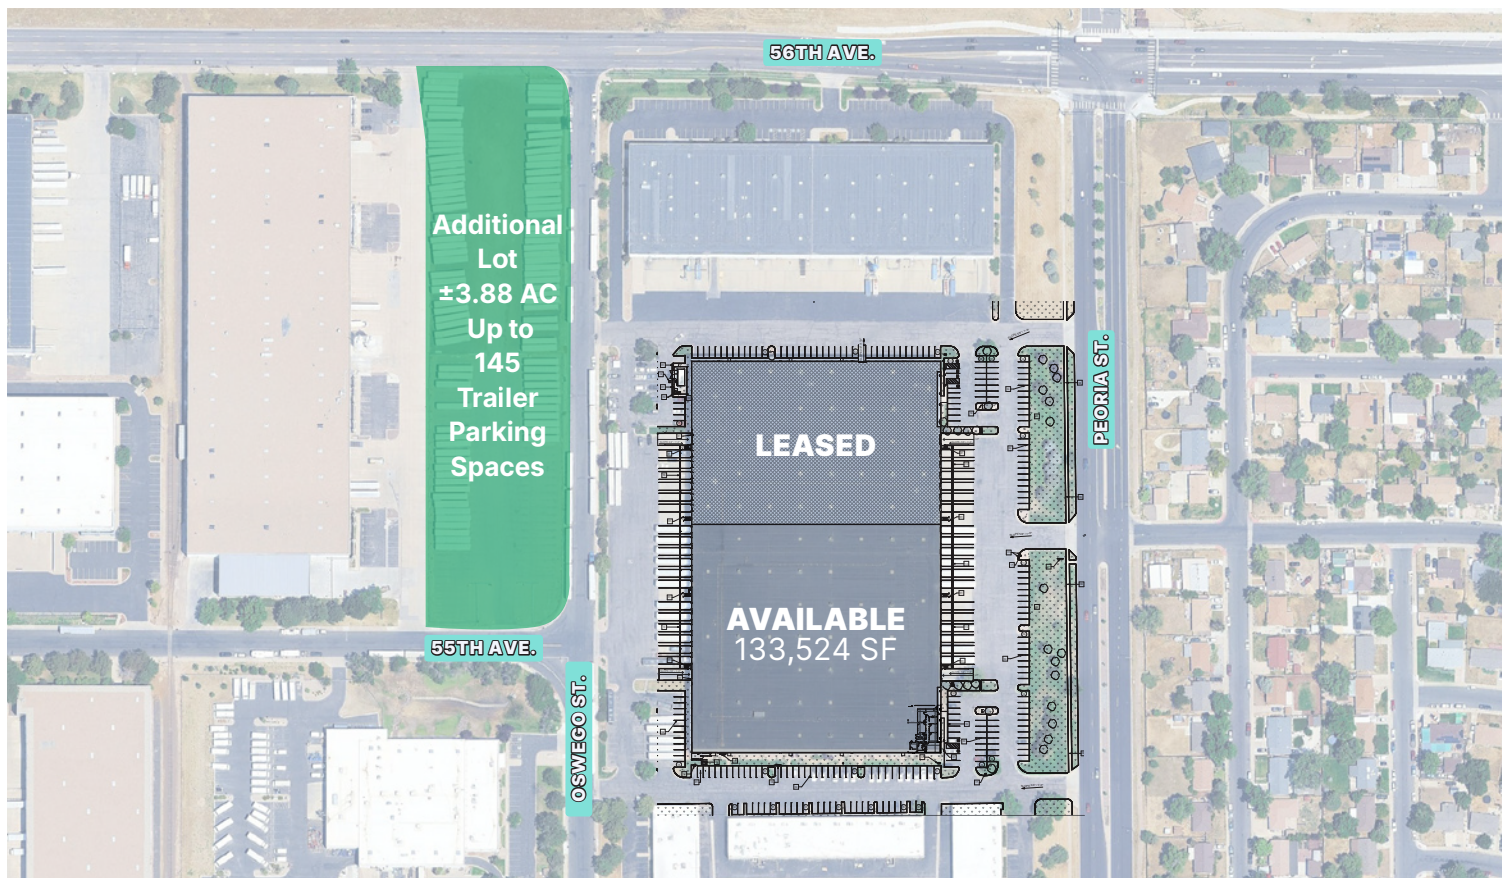 56TH AVE.
Additional
Lot
±3.88 AC
Up to
145
Trailer
Parking
Spaces
PEORIA ST.
LEASED
AVAILABLE
133,524 SF
55TH AVE.
OSWEGO ST.